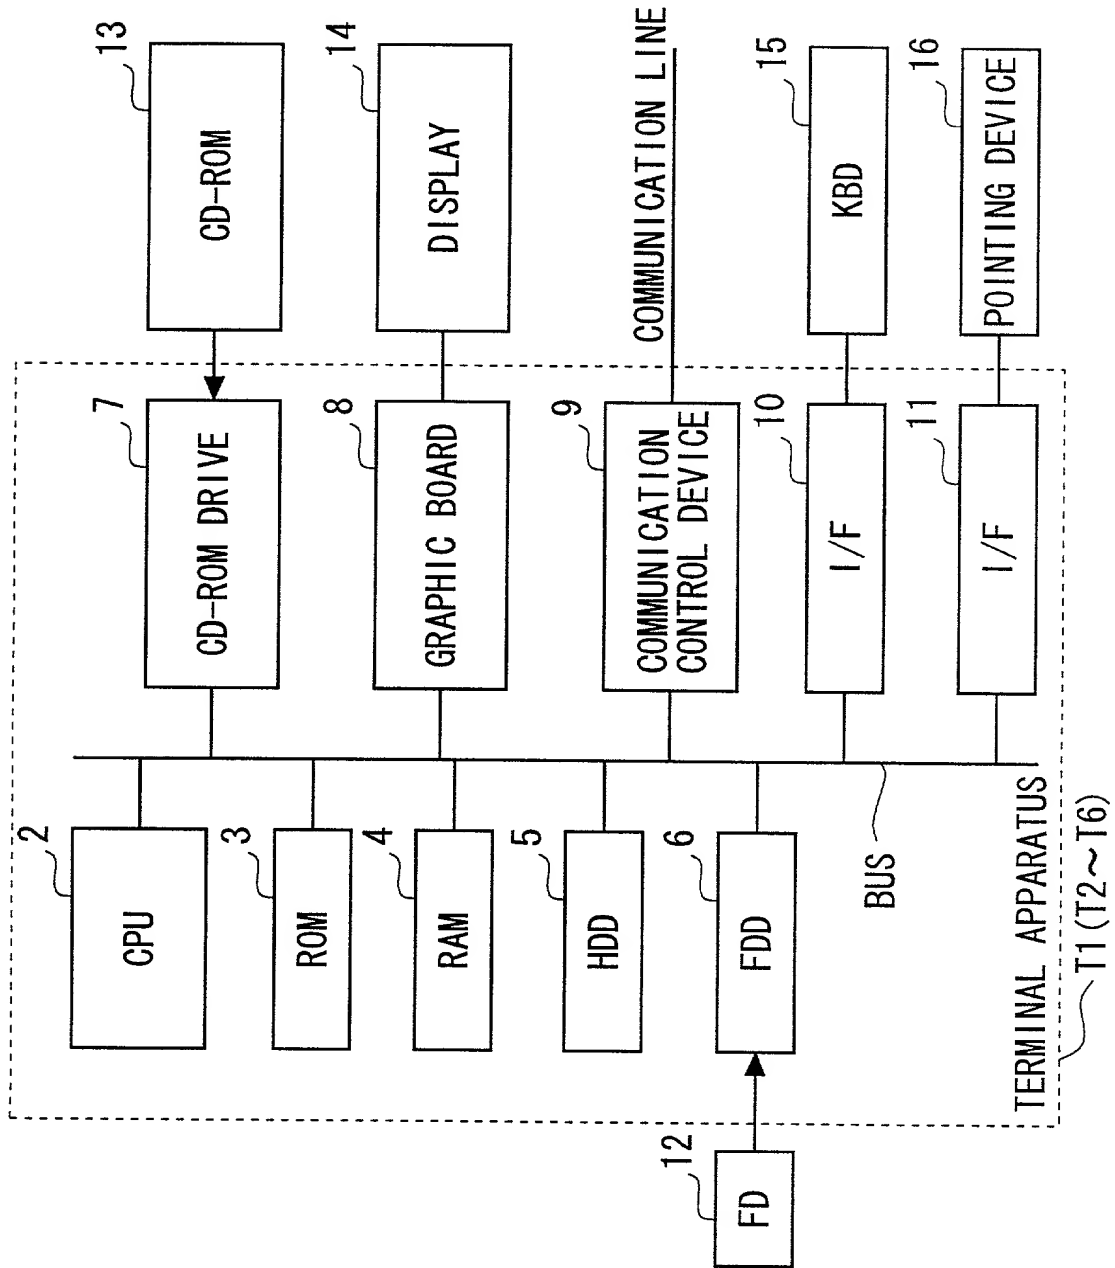 2
CPU
3
ROM
4
RAM
5
HDD
6
FDD
12
FD
7
CD-ROM DRIVE
8
GRAPHIC BOARD
9
COMMUNICATION
CONTROL DEVICE
10
I/F
11
I/F
13
CD-ROM
14
DISPLAY
COMMUNICATION LINE
15
KBD
16
POINTING DEVICE
BUS
TERMINAL APPARATUS
T1 (T2~T6)